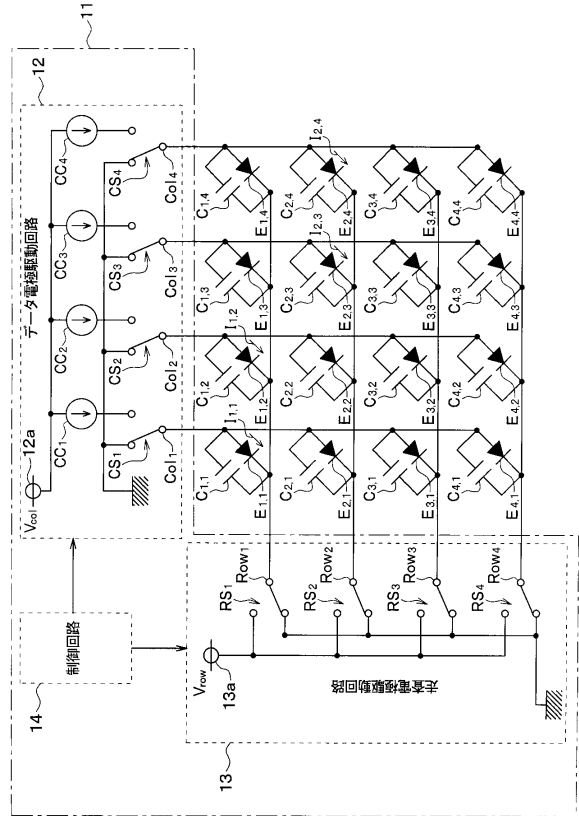 11
12
14
制御回路
12a
Vcol
データ電極駆動回路
CC1
CC2
CC3
CC4
CS1
CS2
CS3
CS4
Col1
Col2
Col3
Col4
13
走査電極駆動回路
Vrow
13a
RS1
Row1
RS2
Row2
RS3
Row3
RS4
Row4
C1,1
I1,1
E1,1
C1,2
I1,2
E1,2
C1,3
E1,3
C1,4
E1,4
C2,1
E2,1
C2,2
E2,2
C2,3
I2,3
E2,3
C2,4
I2,4
E2,4
C3,1
E3,1
C3,2
E3,2
C3,3
E3,3
C3,4
E3,4
C4,1
E4,1
C4,2
E4,2
C4,3
E4,3
C4,4
E4,4